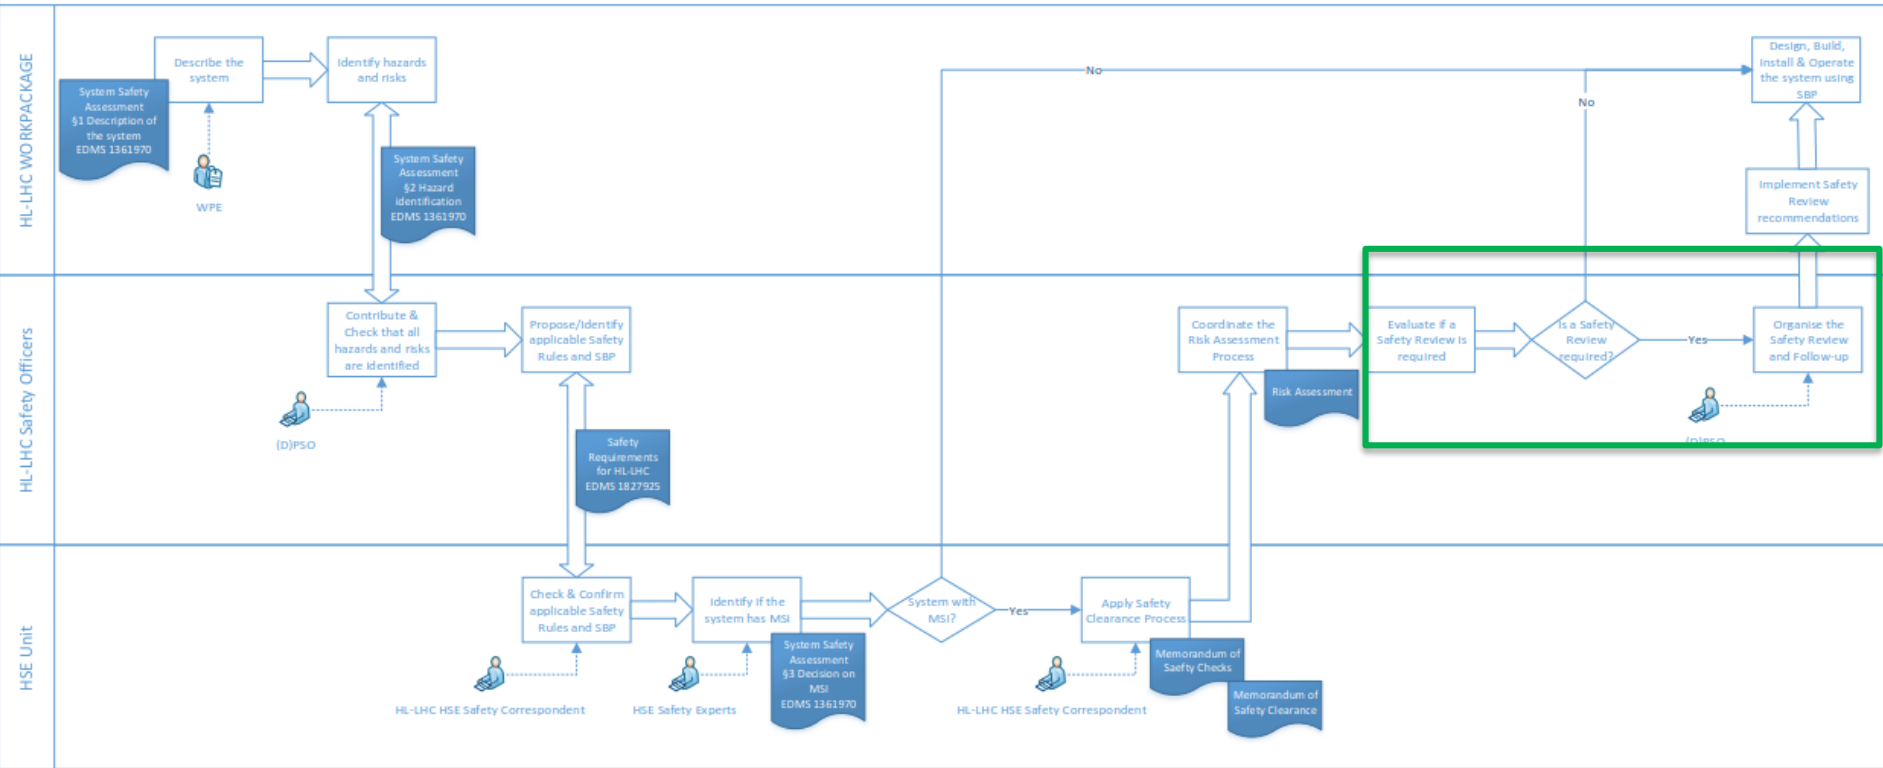 HL-LHC WORKPACKAGE
Describe the
system
Identify hazards
and risks
System Safety
Assessment
§1 Description of
the system
EDMS 1361970
WPE
System Safety
Assessment
§2 Hazard
identification
EDMS 1361970
No
No
Design, Build,
Install & Operate
the system using
SBP
Implement Safety
Review
recommendations
HL-LHC Safety Officers
Contribute &
Check that all
hazards and risks
are identified
(D)PSO
Propose/Identify
applicable Safety
Rules and SBP
Safety
Requirements
for HL-LHC
EDMS 1827925
Coordinate the
Risk Assessment
Process
Risk Assessment
Evaluate if a
Safety Review is
required
Is a Safety
Review
required?
Yes
Organise the
Safety Review
and Follow-up
(D)PSO
HSE Unit
Check & Confirm
applicable Safety
Rules and SBP
HL-LHC HSE Safety Correspondent
Identify if the
system has MSI
HSE Safety Experts
System Safety
Assessment
§3 Decision on
MSI
EDMS 1361970
System with
MSI?
Yes
Apply Safety
Clearance Process
HL-LHC HSE Safety Correspondent
Memorandum of
Saefty Checks
Memorandum of
Safety Clearance